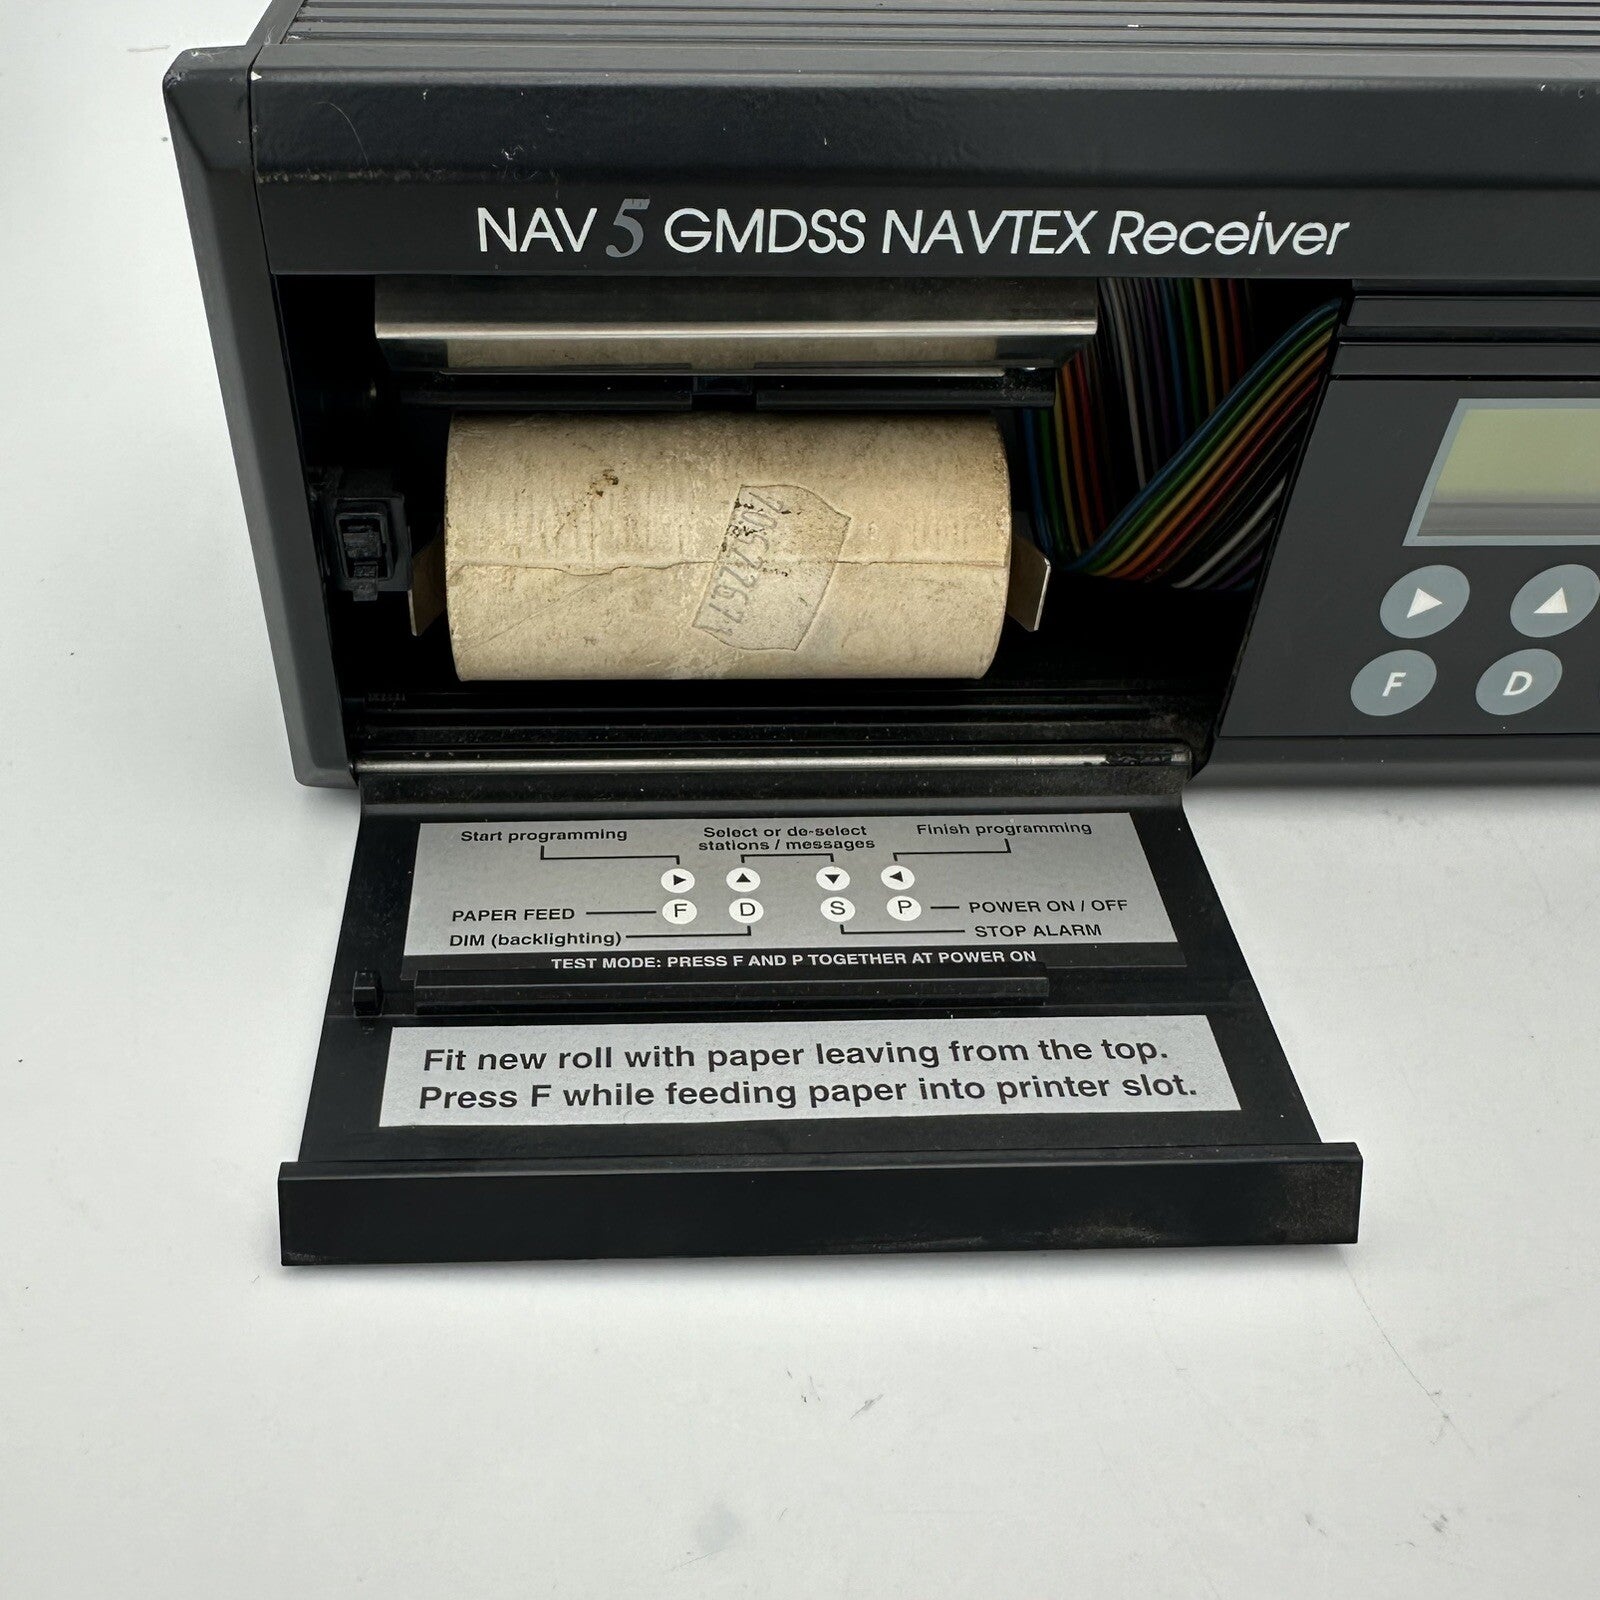 NAV 5 GMDSS NAVTEX Receiver
F D
Start programming
Select or de-select
stations / messages
Finish programming
PAPER FEED F D S P POWER ON / OFF
DIM (backlighting)
STOP ALARM
TEST MODE: PRESS F AND P TOGETHER AT POWER ON
Fit new roll with paper leaving from the top.
Press F while feeding paper into printer slot.